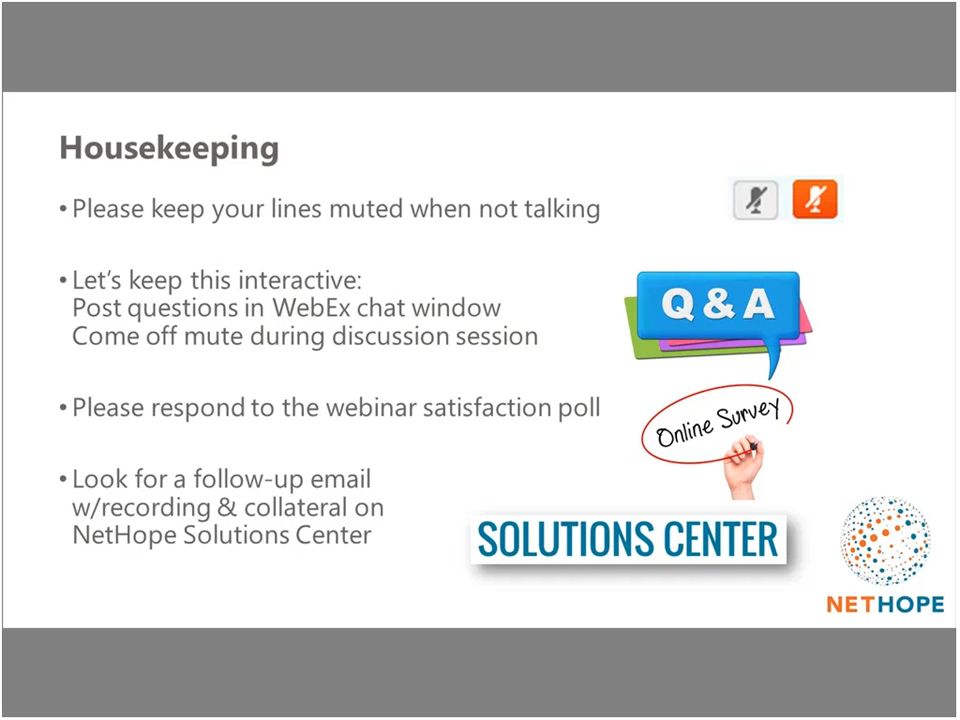 Housekeeping
• Please keep your lines muted when not talking
• Let's keep this interactive:
Post questions in WebEx chat window
Come off mute during discussion session
Q & A
• Please respond to the webinar satisfaction poll
Online Survey
• Look for a follow-up email
w/recording & collateral on
NetHope Solutions Center
SOLUTIONS CENTER
NETHOPE